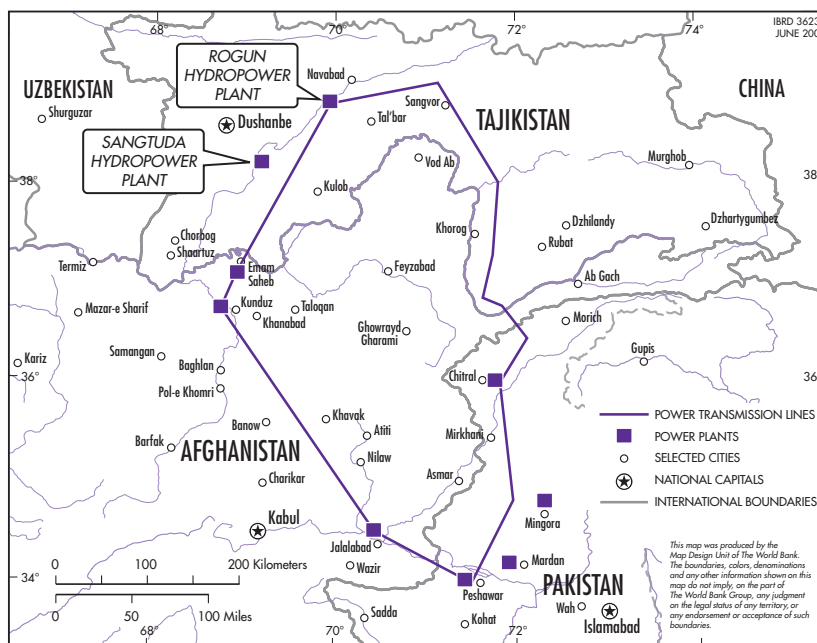 68°
70°
72°
74°
IBRD 3623
JUNE 200
ROGUN
HYDROPOWER
PLANT
Navabad
UZBEKISTAN
Shurguzar
Dushanbe
Sangvor
Tal'bar
TAJIKISTAN
CHINA
SANGTUDA
HYDROPOWER
PLANT
Vod Ab
Murghob
38°
38
Kulob
Khorog
Dzhilandy
Dzhartygumbez
Rubat
Chorbog
Shaartuz
Termiz
Emam
Saheb
Feyzabad
Ab Gach
Mazar-e Sharif
Kunduz
Taloqan
Khanabad
Ghowrayd
Gharami
Morich
Kariz
Samangan
Baghlan
Gupis
36°
36
Pol-e Khomri
Chitral
Banow
Khavak
Atiti
Mirkhani
Barfak
AFGHANISTAN
Nilaw
Charikar
Asmar
POWER TRANSMISSION LINES
POWER PLANTS
SELECTED CITIES
NATIONAL CAPITALS
INTERNATIONAL BOUNDARIES
Kabul
Mingora
Jalalabad
Wazir
Mardan
Peshawar
PAKISTAN
Wah
Islamabad
Sadda
Kohat
This map was produced by the
Map Design Unit of The World Bank.
The boundaries, colors, denominations
and any other information shown on this
map do not imply, on the part of
The World Bank Group, any judgment
on the legal status of any territory, or
any endorsement or acceptance of such
boundaries.
0 100 200 Kilometers
0 50 100 Miles
34°
34
68°
70°
72°